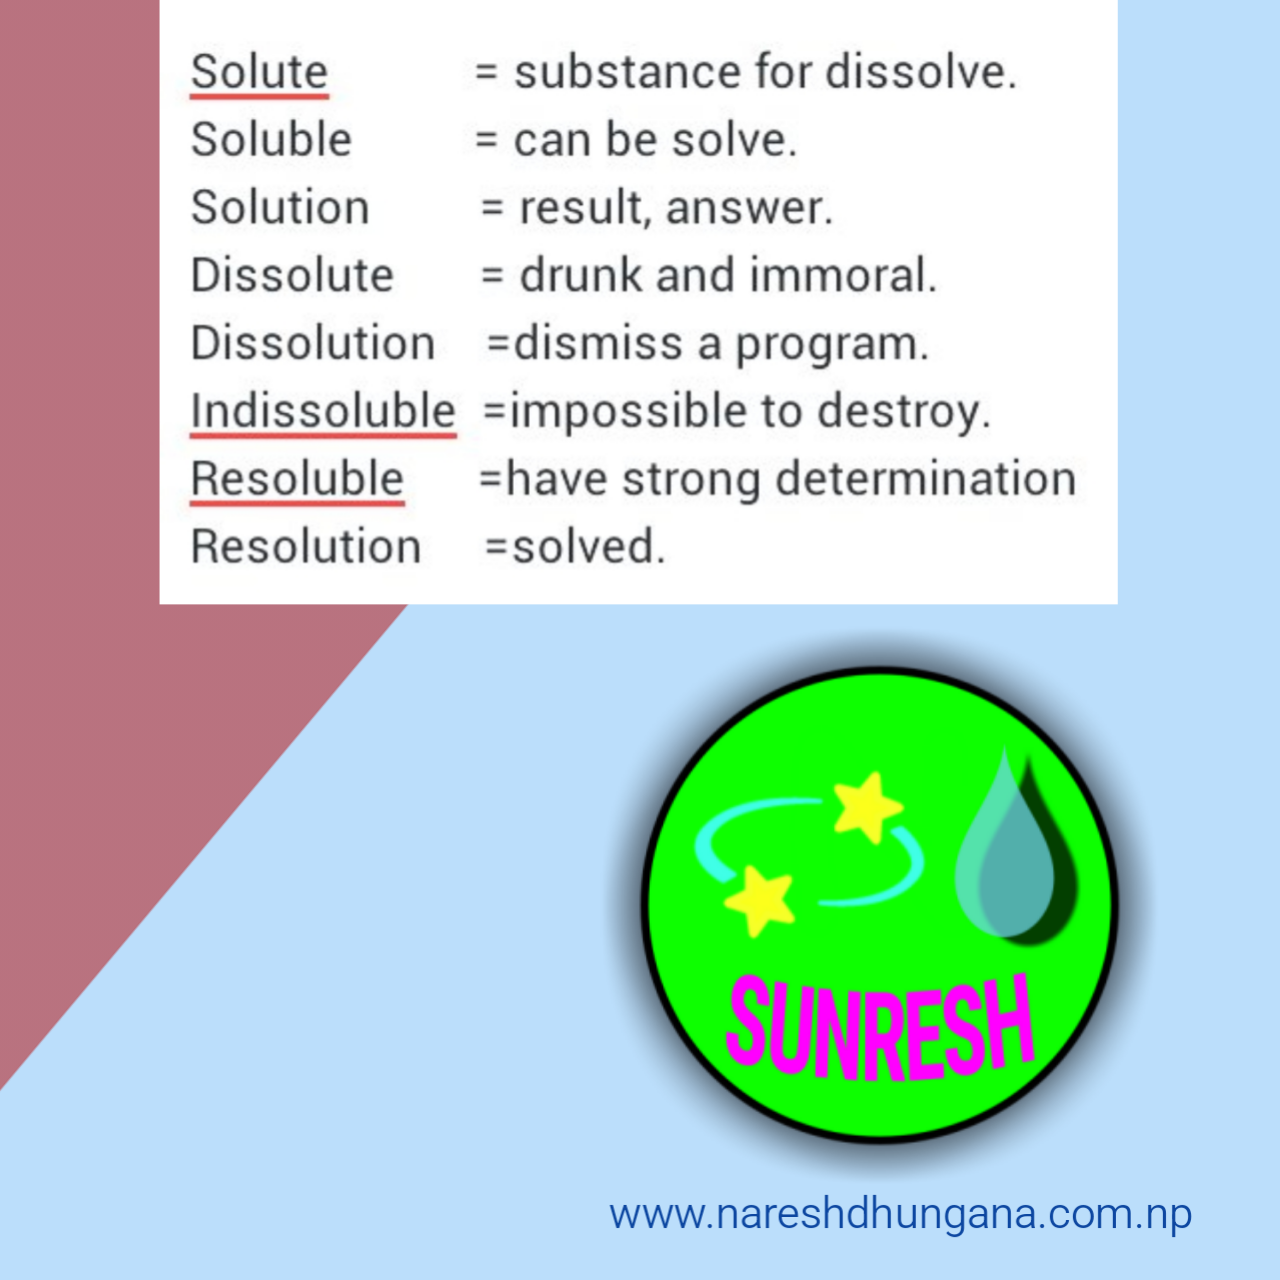 Solute = substance for dissolve.
Soluble = can be solve.
Solution = result, answer.
Dissolute = drunk and immoral.
Dissolution =dismiss a program.
Indissoluble =impossible to destroy.
Resoluble =have strong determination
Resolution =solved.
SUNRESH
www.nareshdhungana.com.np